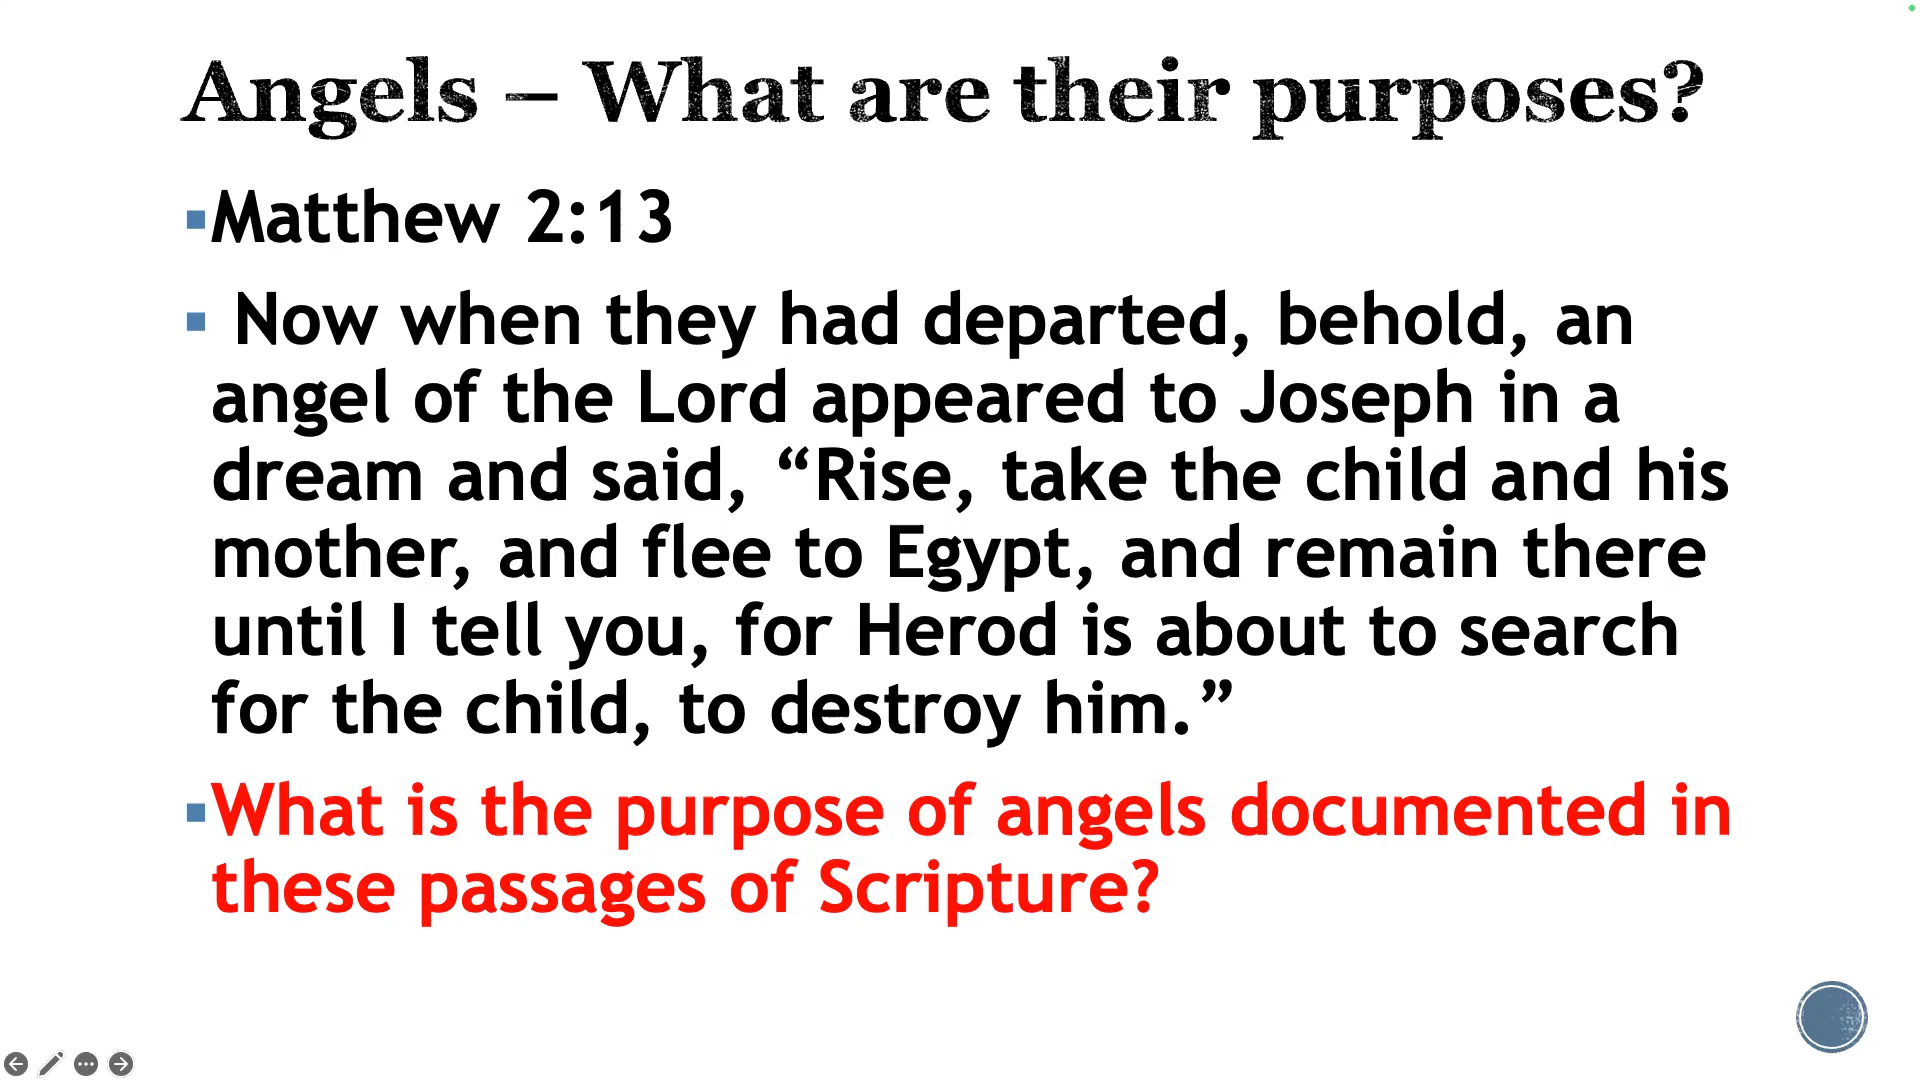 Angels – What are their purposes?
▪Matthew 2:13
▪ Now when they had departed, behold, an
angel of the Lord appeared to Joseph in a
dream and said, “Rise, take the child and his
mother, and flee to Egypt, and remain there
until I tell you, for Herod is about to search
for the child, to destroy him.”
▪What is the purpose of angels documented in
these passages of Scripture?